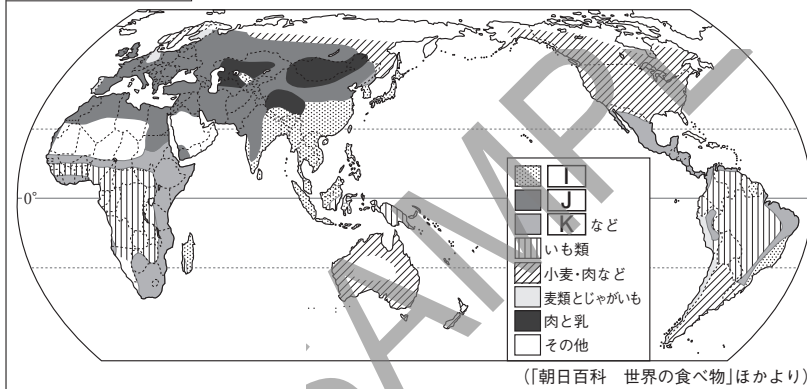 I
J
K など
いも類
小麦・肉など
麦類とじゃがいも
肉と乳
その他
0°
SAMPLE
(「朝日百科 世界の食べ物」ほかより)